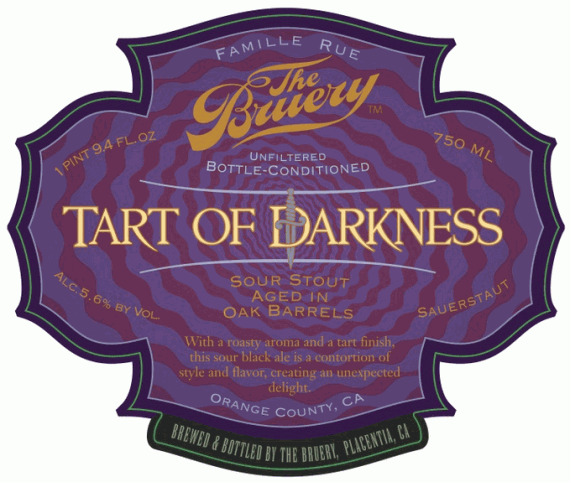 FAMILLE RUE
The
Bruery TM
1 PINT 9.4 FL. OZ
750 ML
UNFILTERED
BOTTLE-CONDITIONED
TART OF DARKNESS
ALC. 5.6% BY VOL.
SOUR STOUT
AGED IN
OAK BARRELS
SAUERSTAUT
With a roasty aroma and a tart finish,
this sour black ale is a contortion of
style and flavor, creating an unexpected
delight.
ORANGE COUNTY, CA
BREWED & BOTTLED BY THE BRUERY, PLACENTIA, CA